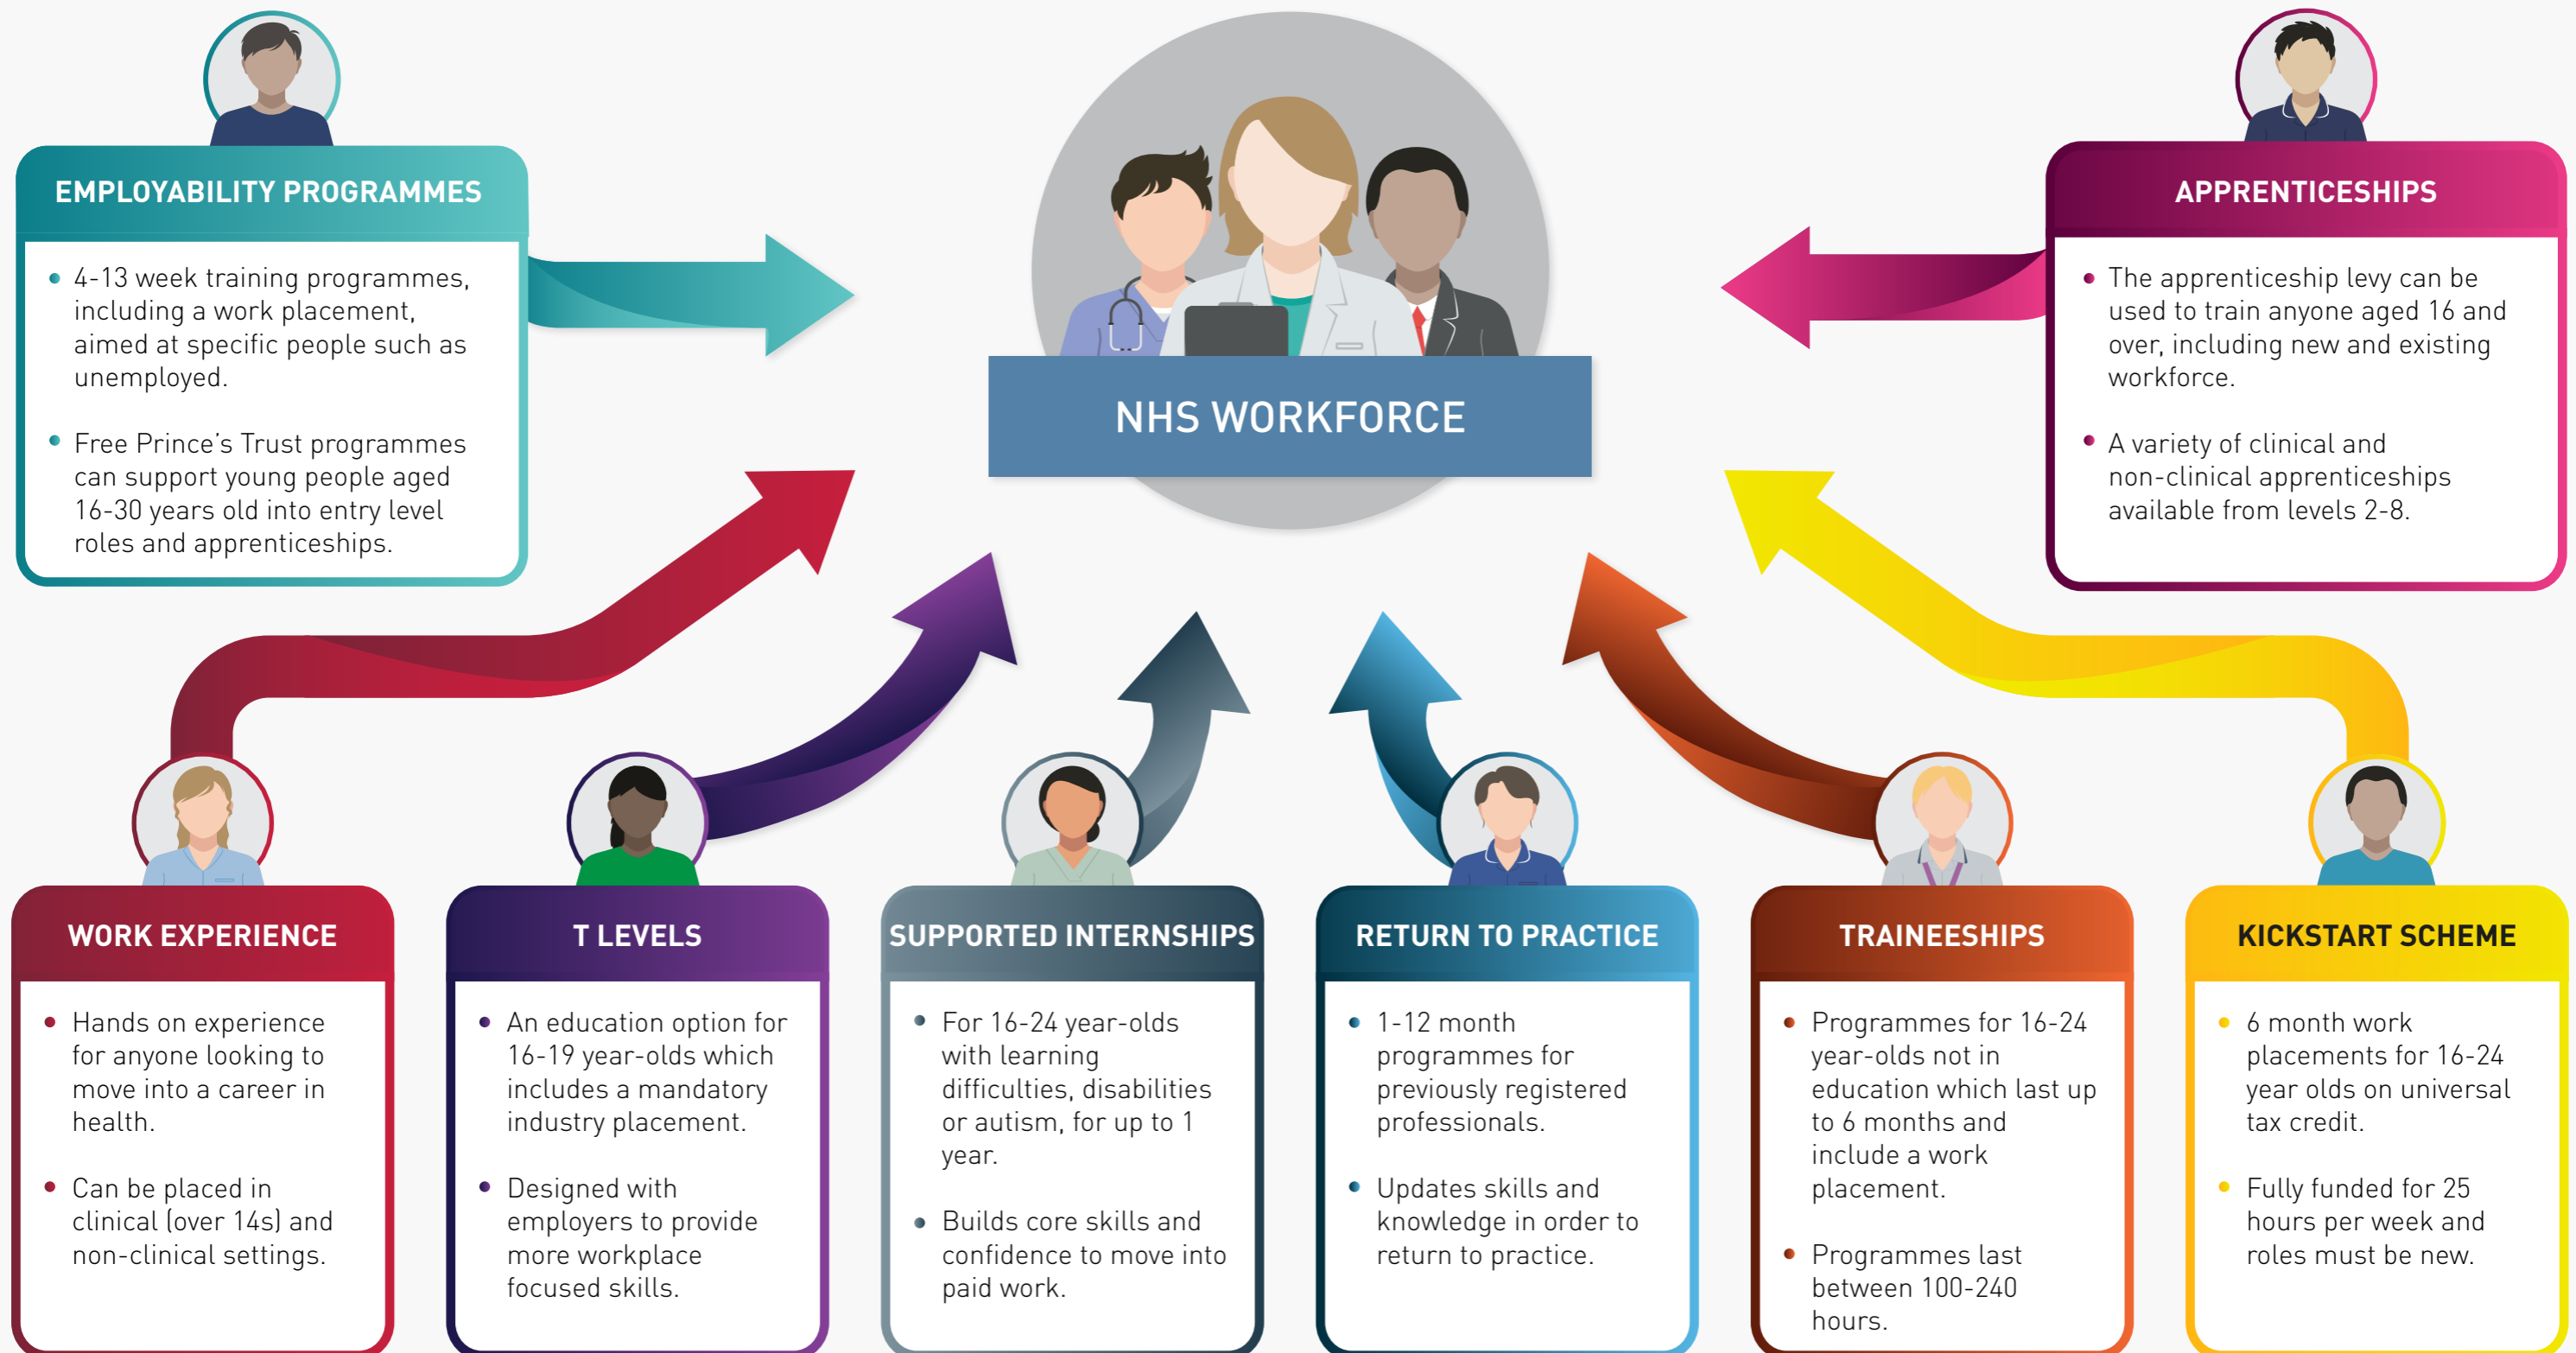 EMPLOYABILITY PROGRAMMES
4-13 week training programmes,
including a work placement,
aimed at specific people such as
unemployed.
Free Prince's Trust programmes
can support young people aged
16-30 years old into entry level
roles and apprenticeships.
NHS WORKFORCE
APPRENTICESHIPS
The apprenticeship levy can be
used to train anyone aged 16 and
over, including new and existing
workforce.
A variety of clinical and
non-clinical apprenticeships
available from levels 2-8.
WORK EXPERIENCE
Hands on experience
for anyone looking to
move into a career in
health.
Can be placed in
clinical (over 14s) and
non-clinical settings.
T LEVELS
An education option for
16-19 year-olds which
includes a mandatory
industry placement.
Designed with
employers to provide
more workplace
focused skills.
SUPPORTED INTERNSHIPS
For 16-24 year-olds
with learning
difficulties, disabilities
or autism, for up to 1
year.
Builds core skills and
confidence to move into
paid work.
RETURN TO PRACTICE
1-12 month
programmes for
previously registered
professionals.
Updates skills and
knowledge in order to
return to practice.
TRAINEESHIPS
Programmes for 16-24
year-olds not in
education which last up
to 6 months and
include a work
placement.
Programmes last
between 100-240
hours.
KICKSTART SCHEME
6 month work
placements for 16-24
year olds on universal
tax credit.
Fully funded for 25
hours per week and
roles must be new.